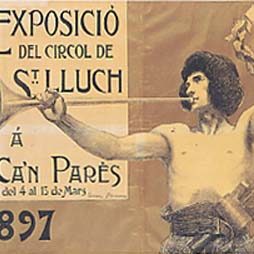 EXPOSICIÓ
DEL CIRCOL DE
ST LLUCH
Á
CA'N PARÈS
del 4 al 15 de Mars
897